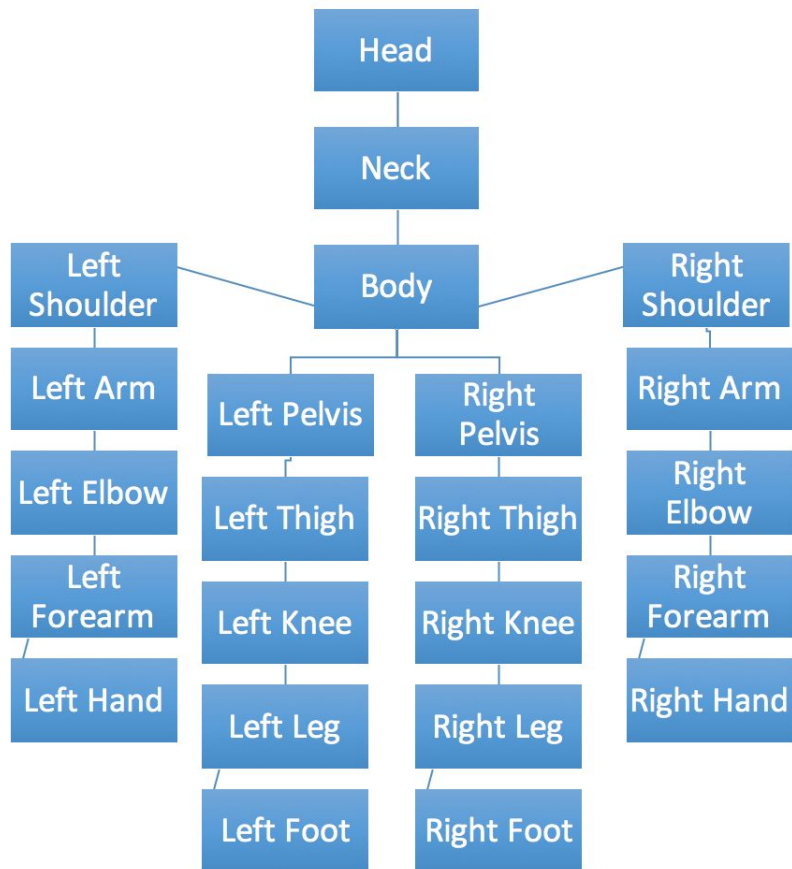 Head
Neck
Body
Left
Shoulder
Left Arm
Left Elbow
Left
Forearm
Left Hand
Left Pelvis
Left Thigh
Left Knee
Left Leg
Left Foot
Right
Pelvis
Right Thigh
Right Knee
Right Leg
Right Foot
Right
Shoulder
Right Arm
Right
Elbow
Right
Forearm
Right Hand